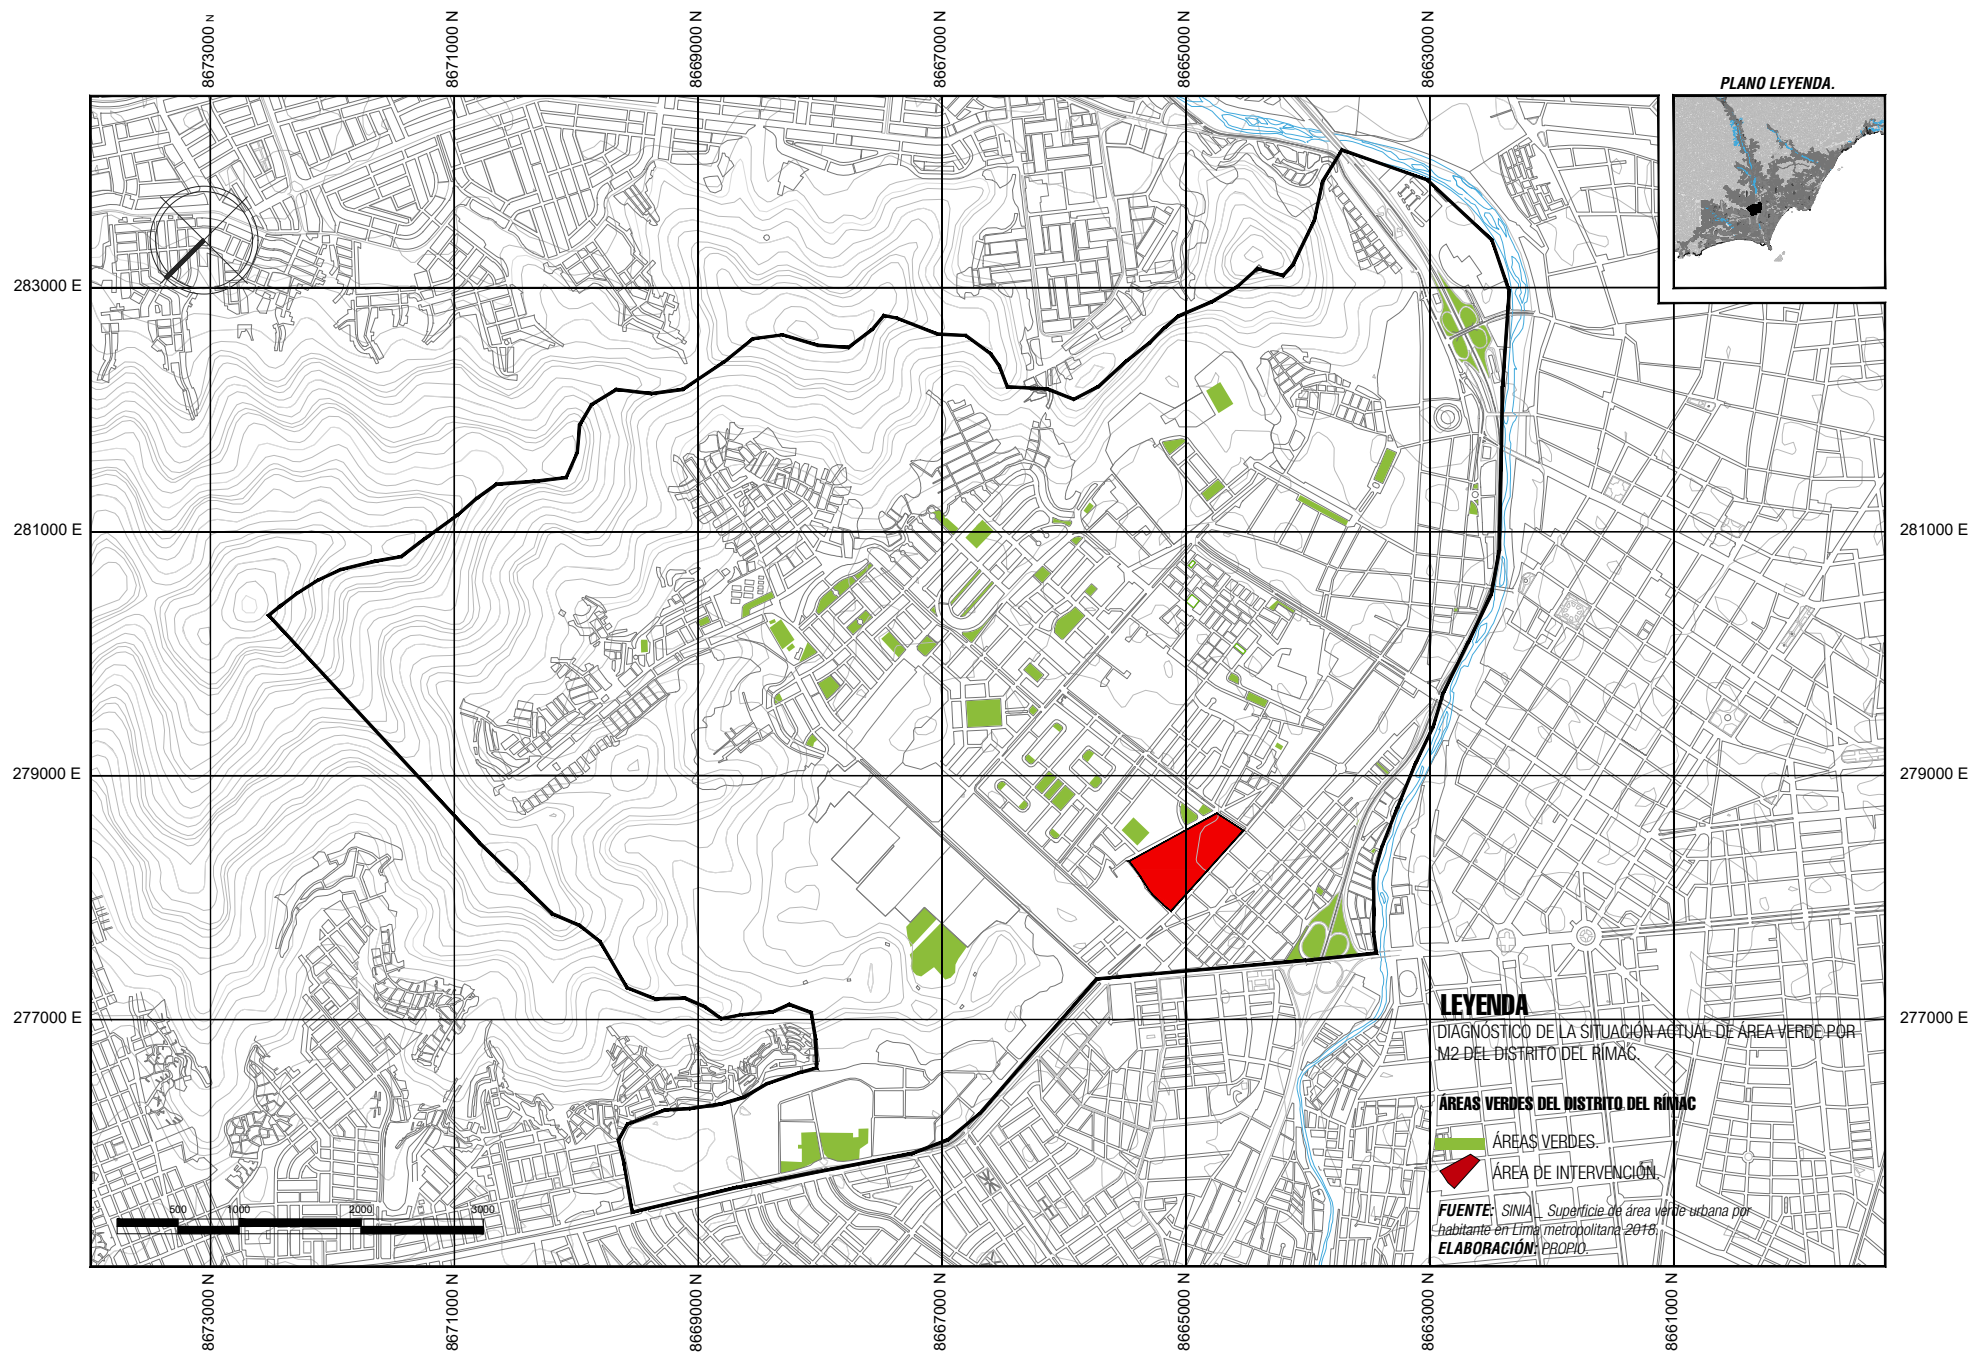 8673000 N
8671000 N
8669000 N
8667000 N
8665000 N
8663000 N
PLANO LEYENDA.
283000 E
281000 E
281000 E
279000 E
279000 E
277000 E
277000 E
LEYENDA
DIAGNÓSTICO DE LA SITUACIÓN ACTUAL DE ÁREA VERDE POR
M2 DEL DISTRITO DEL RÍMAC.
ÁREAS VERDES DEL DISTRITO DEL RÍMAC
ÁREAS VERDES.
ÁREA DE INTERVENCIÓN.
FUENTE: SINIA _ Superficie de área verde urbana por
habitante en Lima metropolitana 2018.
ELABORACIÓN: PROPIO.
500 1000 2000 3000
8673000 N
8671000 N
8669000 N
8667000 N
8665000 N
8663000 N
8661000 N